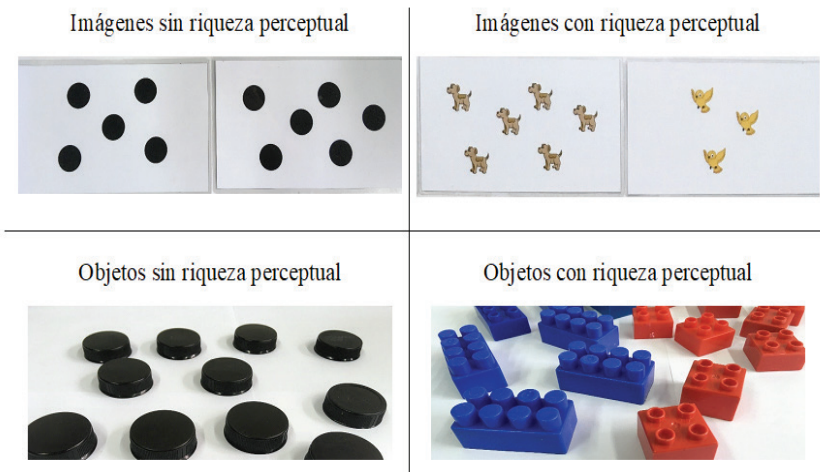 Imágenes sin riqueza perceptual
Imágenes con riqueza perceptual
Objetos sin riqueza perceptual
Objetos con riqueza perceptual